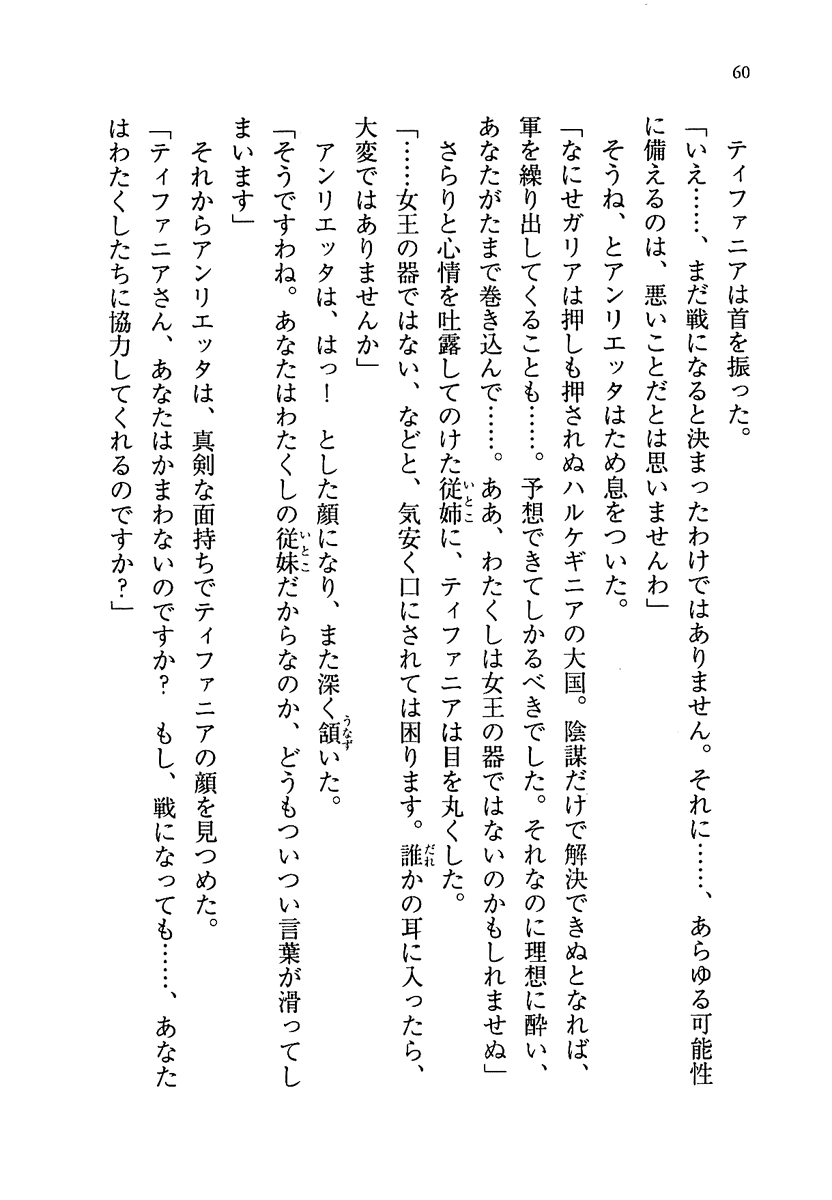 60
ティファニアは首を振った。
「いえ……、まだ戦になると決まったわけではありません。それに……、あらゆる可能性
に備えるのは、悪いことだとは思いませんわ」
そうね、とアンリエッタはため息をついた。
「なにせガリアは押しも押されぬハルケギニアの大国。陰謀だけで解決できぬとなれば、
軍を繰り出してくることも……。予想できてしかるべきでした。それなのに理想に酔い、
あなたがたまで巻き込んで……。ああ、わたくしは女王の器ではないのかもしれませぬ」
さらりと心情を吐露してのけた従姉に、ティファニアは目を丸くした。
「……女王の器ではない、などと、気安く口にされては困ります。誰かの耳に入ったら、
大変ではありませんか」
アンリエッタは、はっ！　とした顔になり、また深く頷いた。
「そうですわね。あなたはわたくしの従妹だからなのか、どうもついつい言葉が滑ってし
まいます」
それからアンリエッタは、真剣な面持ちでティファニアの顔を見つめた。
「ティファニアさん、あなたはかまわないのですか？　もし、戦になっても……、あなた
はわたくしたちに協力してくれるのですか？」